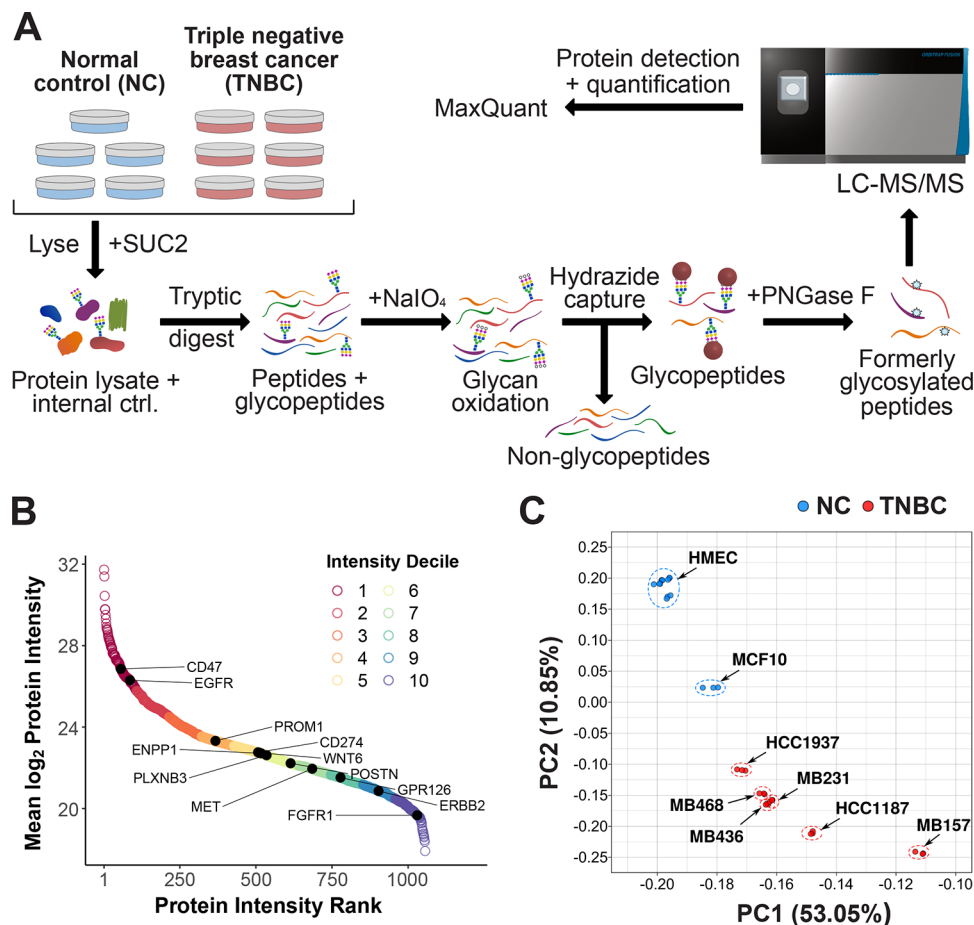 A
Normal
control (NC)
Triple negative
breast cancer
(TNBC)
Protein detection
+ quantification
MaxQuant
ORBITRAP FUSION
LC-MS/MS
Lyse
+SUC2
Tryptic
digest
+NaIO₄
Hydrazide
capture
+PNGase F
Protein lysate +
internal ctrl.
Peptides +
glycopeptides
Glycan
oxidation
Glycopeptides
Formerly
glycosylated
peptides
Non-glycopeptides
B
Mean log₂ Protein Intensity
32
28
24
20
1
250
500
750
1000
Protein Intensity Rank
Intensity Decile
1
2
3
4
5
6
7
8
9
10
CD47
EGFR
PROM1
ENPP1
CD274
WNT6
PLXNB3
POSTN
MET
GPR126
ERBB2
FGFR1
C
NC
TNBC
PC2 (10.85%)
0.25
0.20
0.15
0.10
0.05
0.00
-0.05
-0.10
-0.15
-0.20
-0.25
HMEC
MCF10
HCC1937
MB231
MB468
HCC1187
MB436
MB157
-0.20
-0.18
-0.16
-0.14
-0.12
-0.10
PC1 (53.05%)